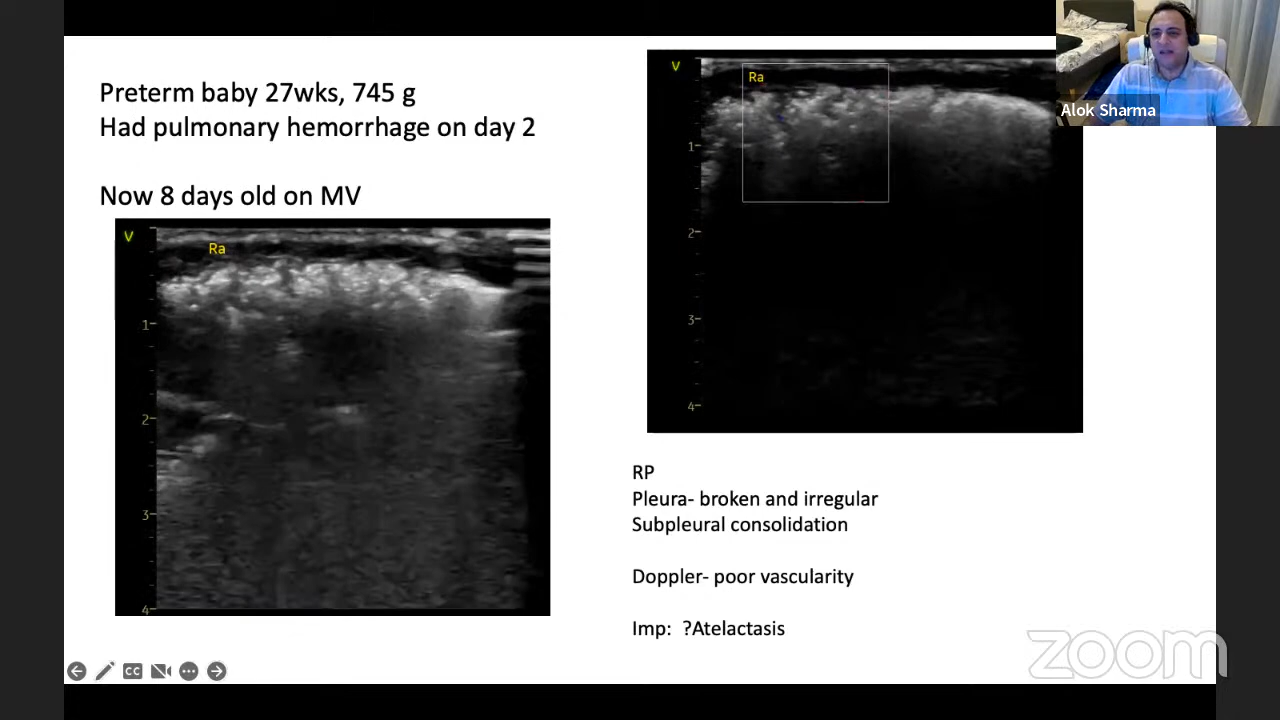 Preterm baby 27wks, 745 g
Had pulmonary hemorrhage on day 2
Now 8 days old on MV
V
Ra
1
2
3
4
V
Ra
1
2
3
4
Alok Sharma
RP
Pleura- broken and irregular
Subpleural consolidation
Doppler- poor vascularity
Imp: ?Atelactasis
CC
zoom